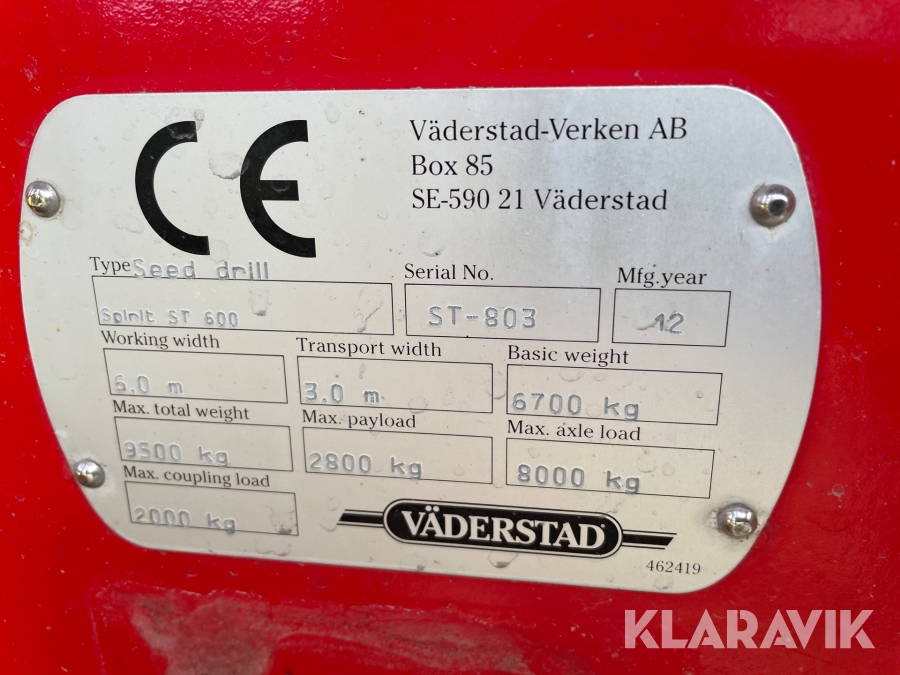 CE
Väderstad-Verken AB
Box 85
SE-590 21 Väderstad
Type Seed drill
Spirit ST 600
Serial No.
ST-803
Mfg.year
12
Working width
6.0 m
Transport width
3.0 m
Basic weight
6700 kg
Max. total weight
9500 kg
Max. payload
2800 kg
Max. axle load
8000 kg
Max. coupling load
2000 kg
VÄDERSTAD
462419
KLARAVIK